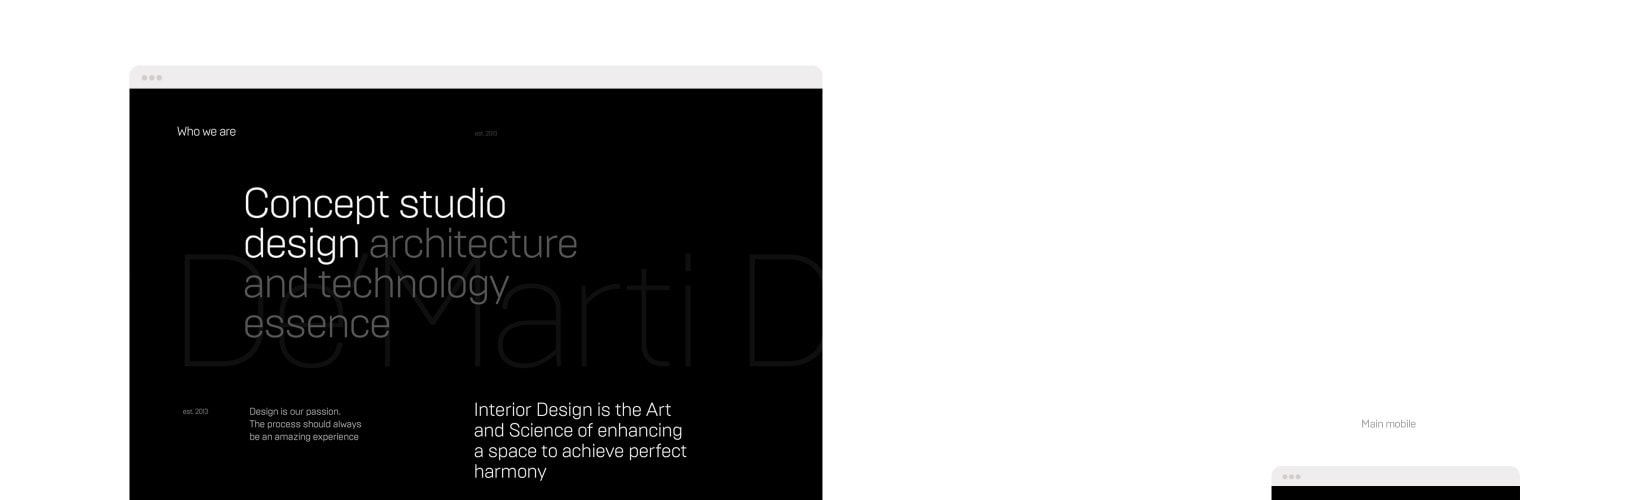 Who we are
est. 2013
Concept studio
design architecture
and technology
essence
De'Marti D
est. 2013
Design is our passion.
The process should always
be an amazing experience
Interior Design is the Art
and Science of enhancing
a space to achieve perfect
harmony
Main mobile